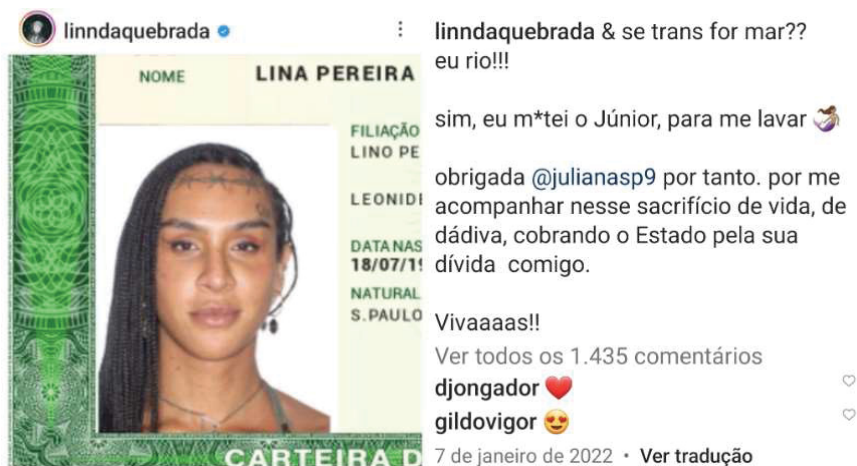 linndaquebrada
NOME
LINA PEREIRA
FILIAÇÃO
LINO PE
LEONIDE
DATA NAS
18/07/19
NATURAL
S.PAULO
CARTEIRA D
linndaquebrada & se trans for mar??
eu rio!!!
sim, eu m*tei o Júnior, para me lavar 🧜🏽‍♀️
obrigada @julianasp9 por tanto. por me
acompanhar nesse sacrifício de vida, de
dádiva, cobrando o Estado pela sua
dívida comigo.
Vivaaaas!!
Ver todos os 1.435 comentários
djongador ❤️
gildovigor 😍
7 de janeiro de 2022 • Ver tradução